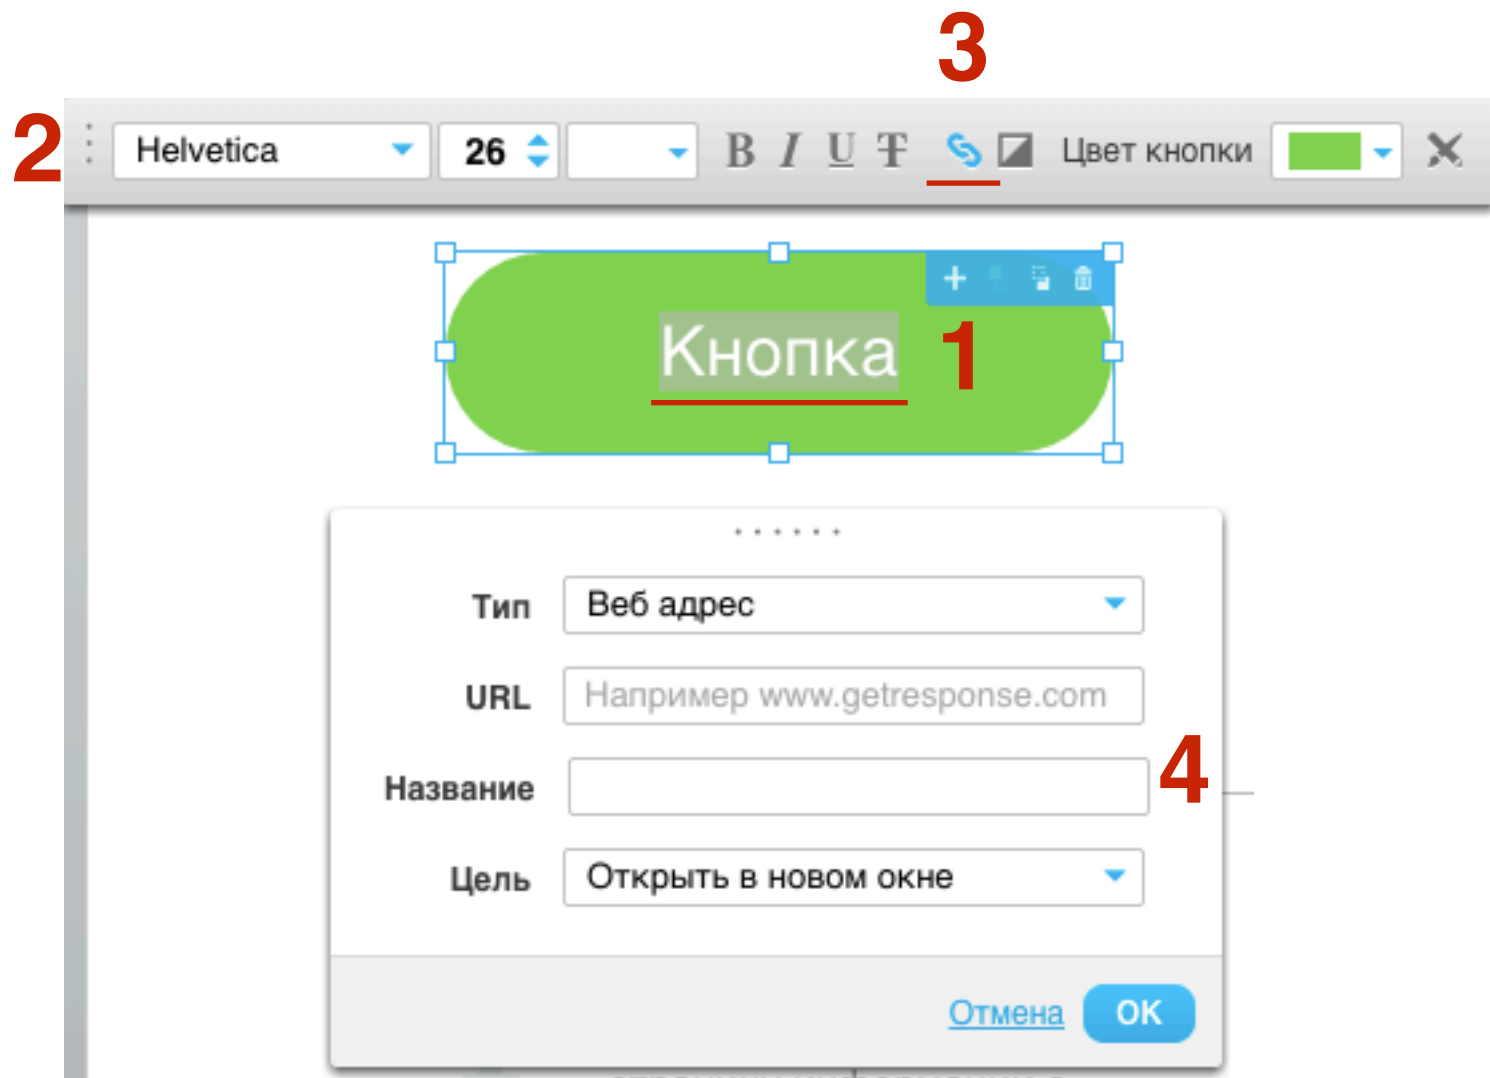 3
2
Helvetica 26 B I U T Цвет кнопки
Кнопка 1
Тип Веб адрес
URL Например www.getresponse.com
Название
4
Цель Открыть в новом окне
Отмена OK